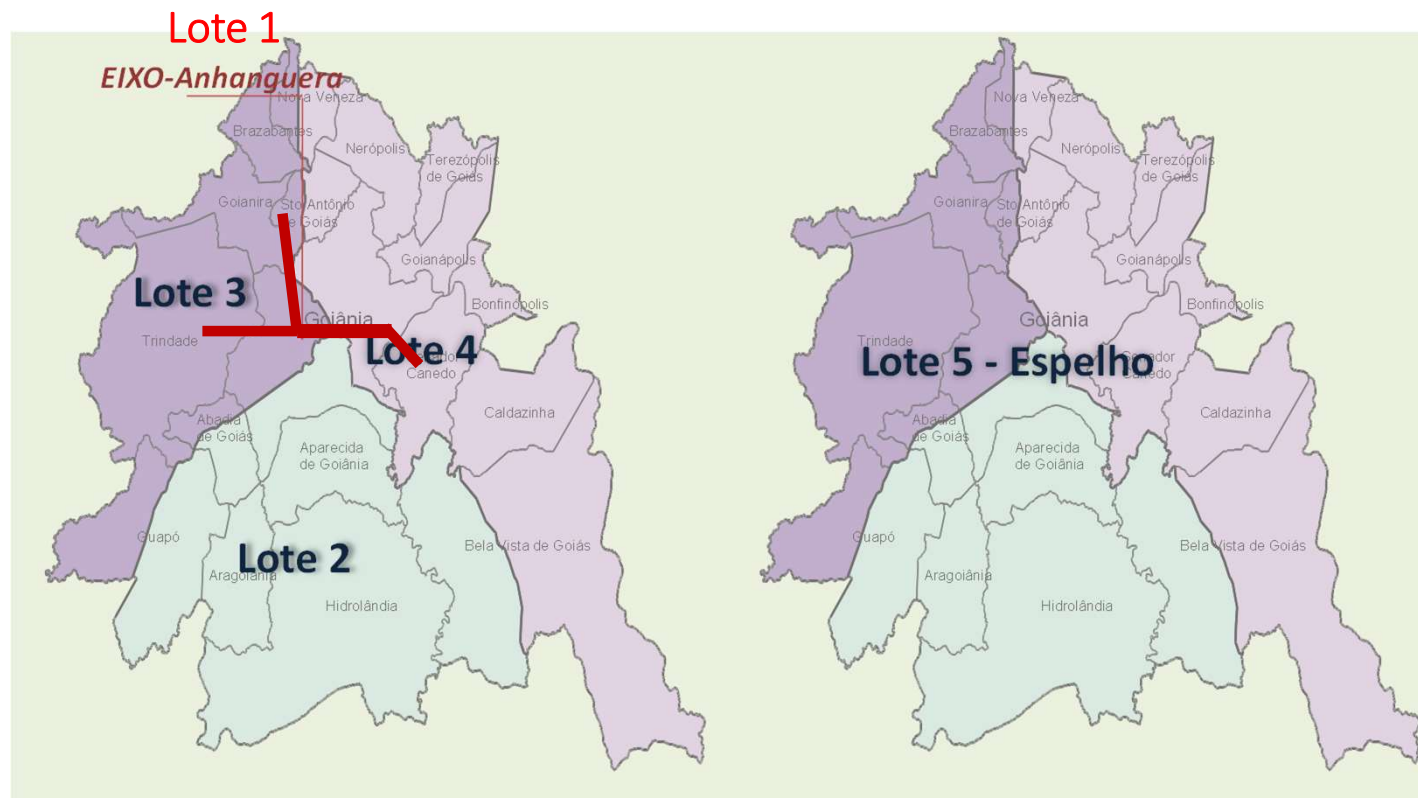 Lote 1
EIXO-Anhanguera
Nova Veneza
Brazabantes
Nerópolis
Terezópolis
de Goiás
Goianira
Sto Antônio
de Goiás
Goianápolis
Lote 3
Bonfinópolis
Goiânia
Trindade
Lote 4
Canedo
Caldazinha
Abadia
de Goiás
Aparecida
de Goiânia
Guapó
Lote 2
Bela Vista de Goiás
Aragoiânia
Hidrolândia
Nova Veneza
Brazabantes
Nerópolis
Terezópolis
de Goiás
Goianira
Sto Antônio
de Goiás
Goianápolis
Bonfinópolis
Goiânia
Trindade
Lote 5 - Espelho
Senador
Canedo
Caldazinha
Abadia
de Goiás
Aparecida
de Goiânia
Guapó
Bela Vista de Goiás
Aragoiânia
Hidrolândia